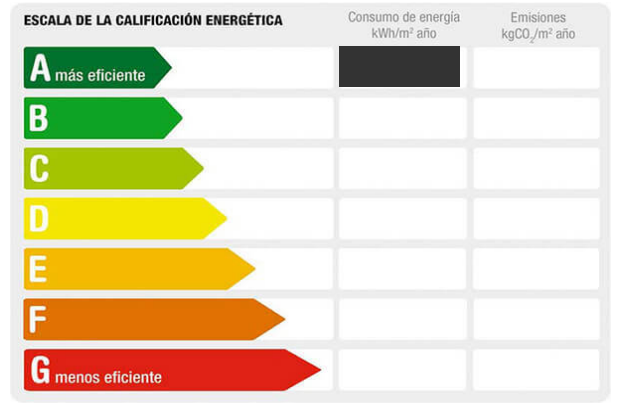 ESCALA DE LA CALIFICACIÓN ENERGÉTICA
Consumo de energía
kWh/m² año
Emisiones
kgCO₂/m² año
A más eficiente
B
C
D
E
F
G menos eficiente